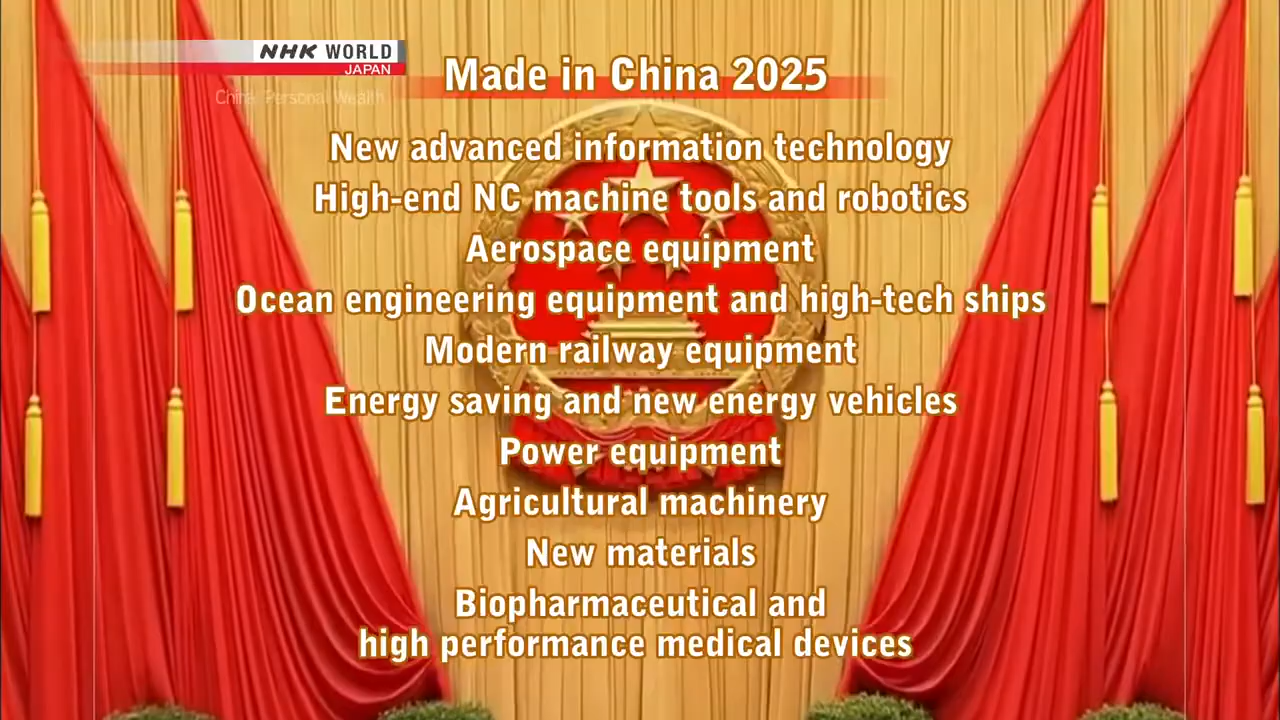 NHK WORLD
JAPAN
China: Personal Wealth
Made in China 2025
New advanced information technology
High-end NC machine tools and robotics
Aerospace equipment
Ocean engineering equipment and high-tech ships
Modern railway equipment
Energy saving and new energy vehicles
Power equipment
Agricultural machinery
New materials
Biopharmaceutical and
high performance medical devices